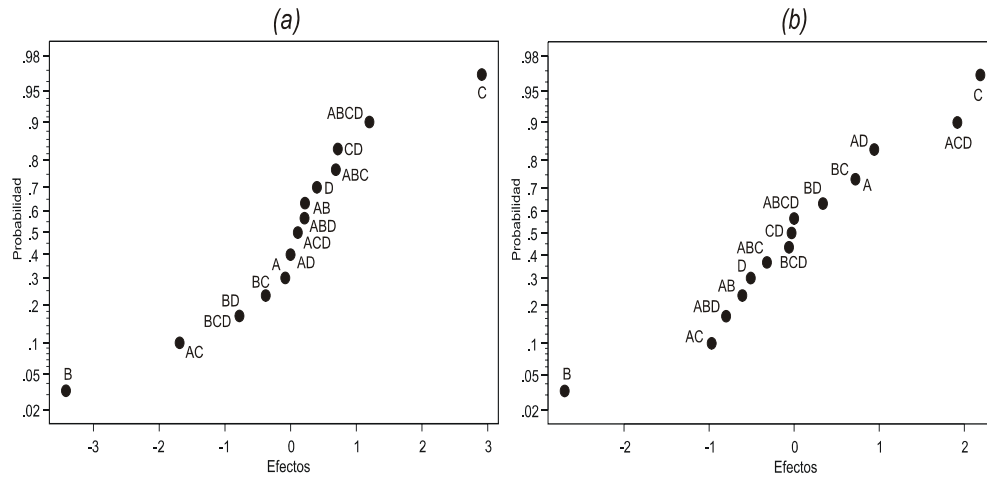 (a)
(b)
.98
.95
.9
.8
.7
.6
.5
.4
.3
.2
.1
.05
.02
Probabilidad
C
ABCD
CD
ABC
D
AB
ABD
ACD
A
AD
BC
BD
BCD
AC
B
-3
-2
-1
0
1
2
3
Efectos
.98
.95
.9
.8
.7
.6
.5
.4
.3
.2
.1
.05
.02
Probabilidad
C
ACD
AD
BC
A
BD
ABCD
CD
ABC
BCD
D
AB
ABD
AC
B
-2
-1
0
1
2
Efectos